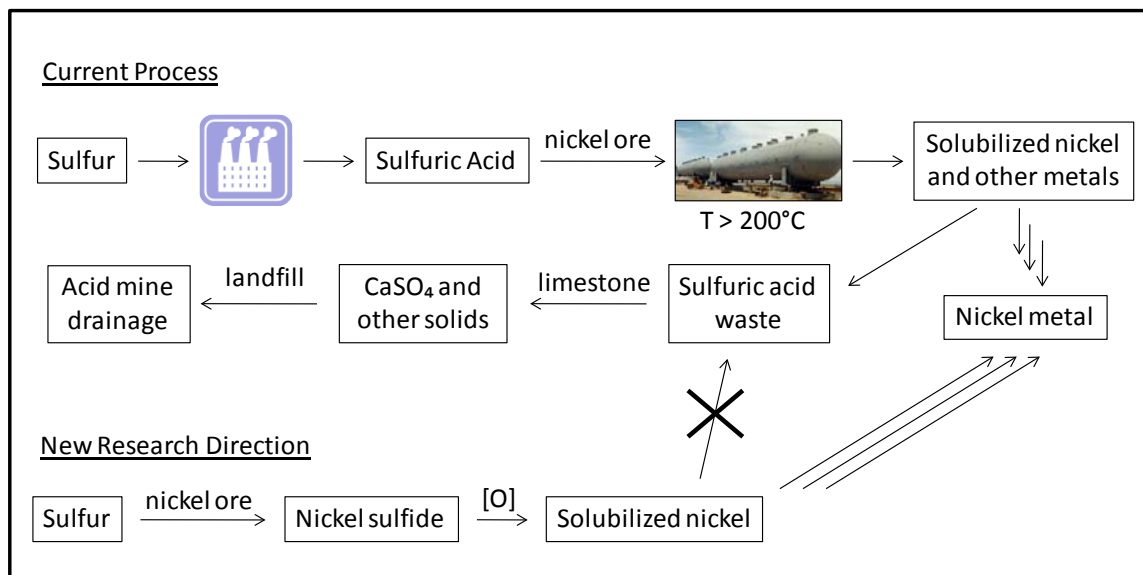 Current Process
nickel ore
Sulfur
Sulfuric Acid
Solubilized nickel
and other metals
T > 200°C
landfill
limestone
Acid mine
drainage
CaSO₄ and
other solids
Sulfuric acid
waste
Nickel metal
New Research Direction
nickel ore
[O]
Sulfur
Nickel sulfide
Solubilized nickel